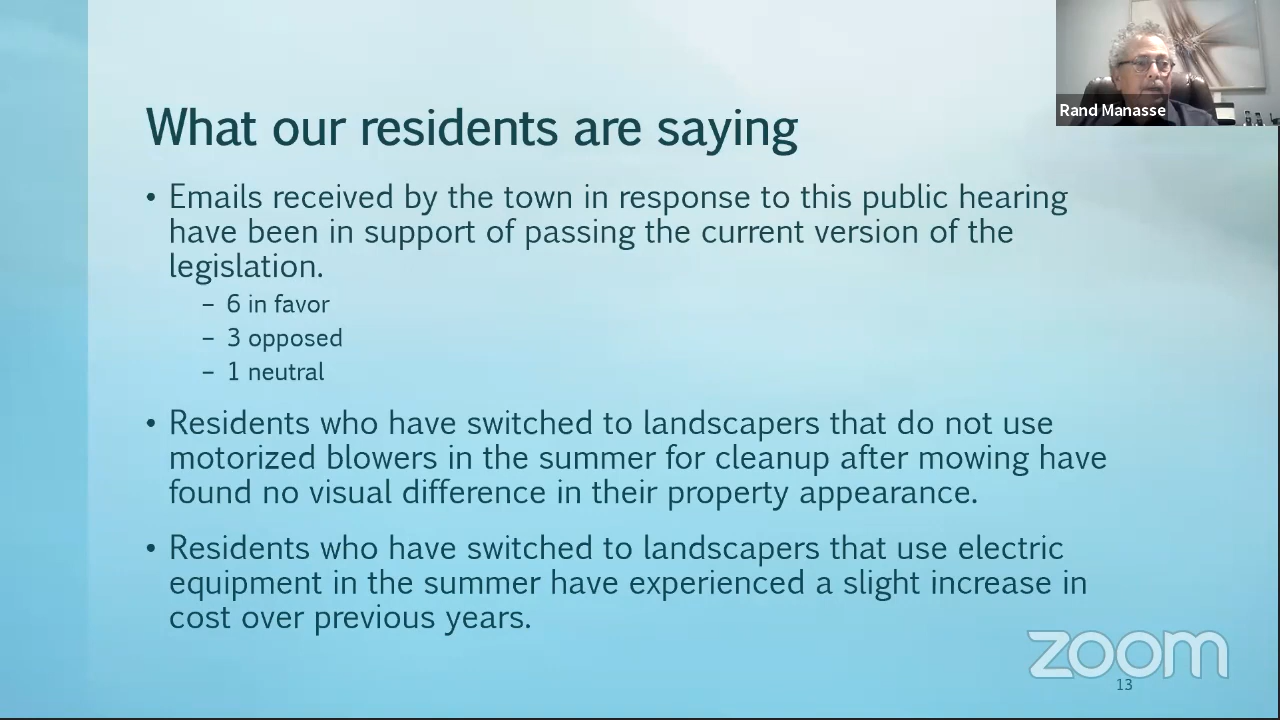 Rand Manasse
What our residents are saying
• Emails received by the town in response to this public hearing
have been in support of passing the current version of the
legislation.
– 6 in favor
– 3 opposed
– 1 neutral
• Residents who have switched to landscapers that do not use
motorized blowers in the summer for cleanup after mowing have
found no visual difference in their property appearance.
• Residents who have switched to landscapers that use electric
equipment in the summer have experienced a slight increase in
cost over previous years.
zoom
13